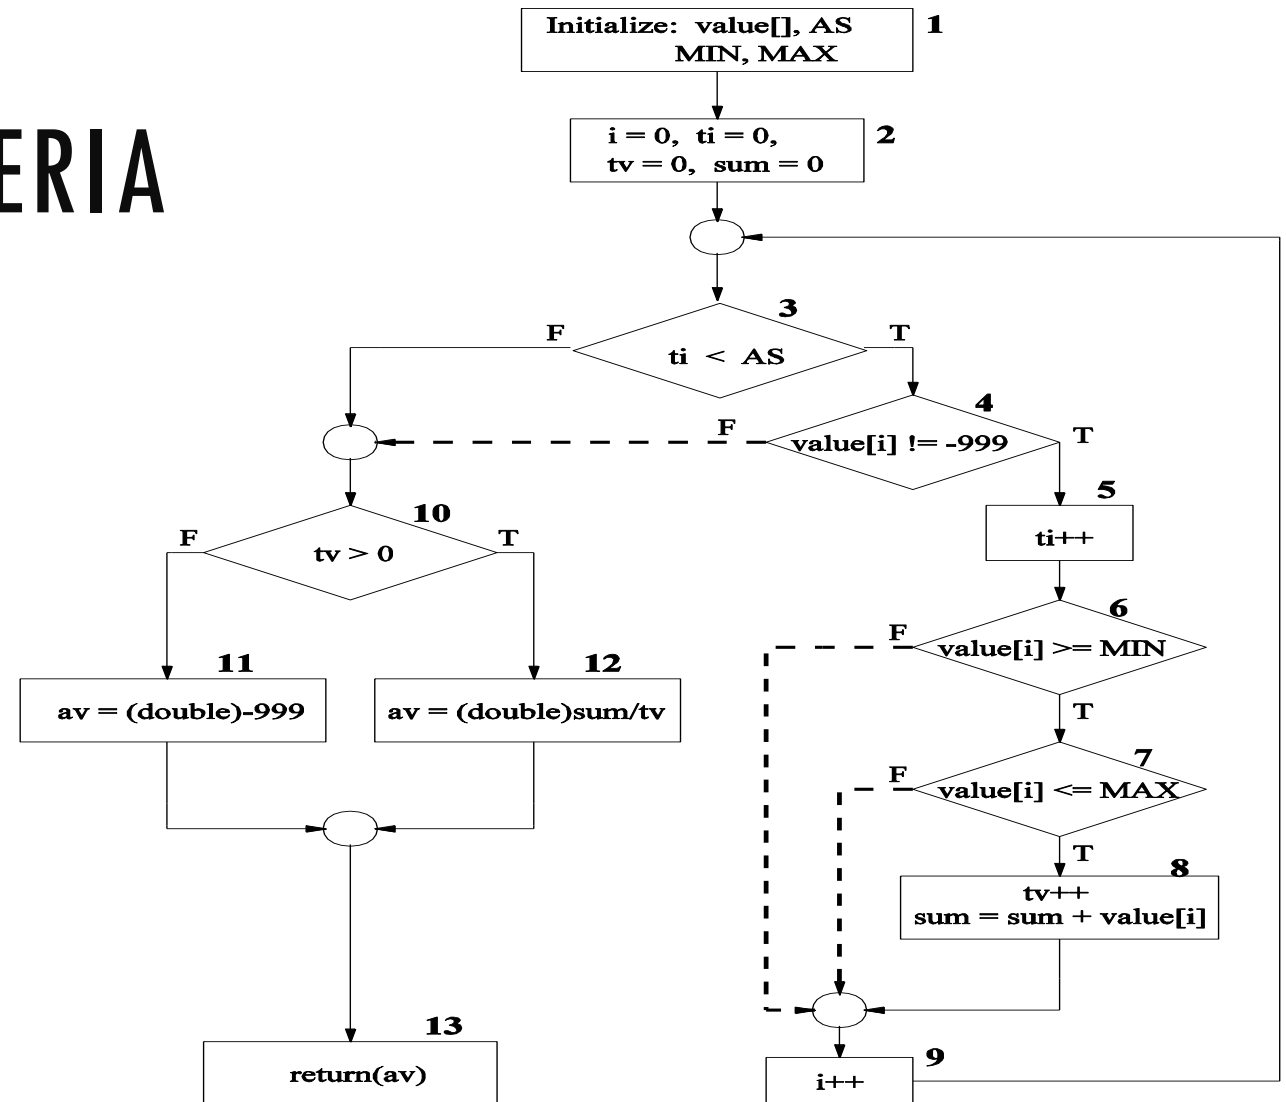 Initialize: value[], AS
MIN, MAX
1
i = 0, ti = 0,
tv = 0, sum = 0
2
ERIA
3
F
T
ti < AS
4
F
T
value[i] != -999
5
ti++
10
F
T
tv > 0
6
F
value[i] >= MIN
T
11
12
av = (double)-999
av = (double)sum/tv
7
F
value[i] <= MAX
T
8
tv++
sum = sum + value[i]
13
return(av)
9
i++